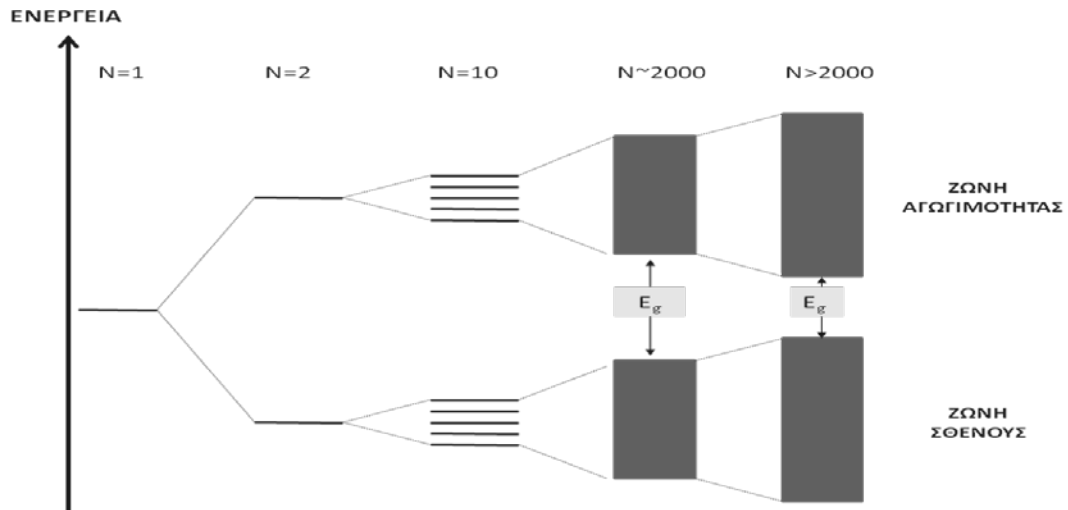 ΕΝΕΡΓΕΙΑ
N=1
N=2
N=10
N~2000
N>2000
ΖΩΝΗ
ΑΓΩΓΙΜΟΤΗΤΑΣ
E_g
E_g
ΖΩΝΗ
ΣΘΕΝΟΥΣ